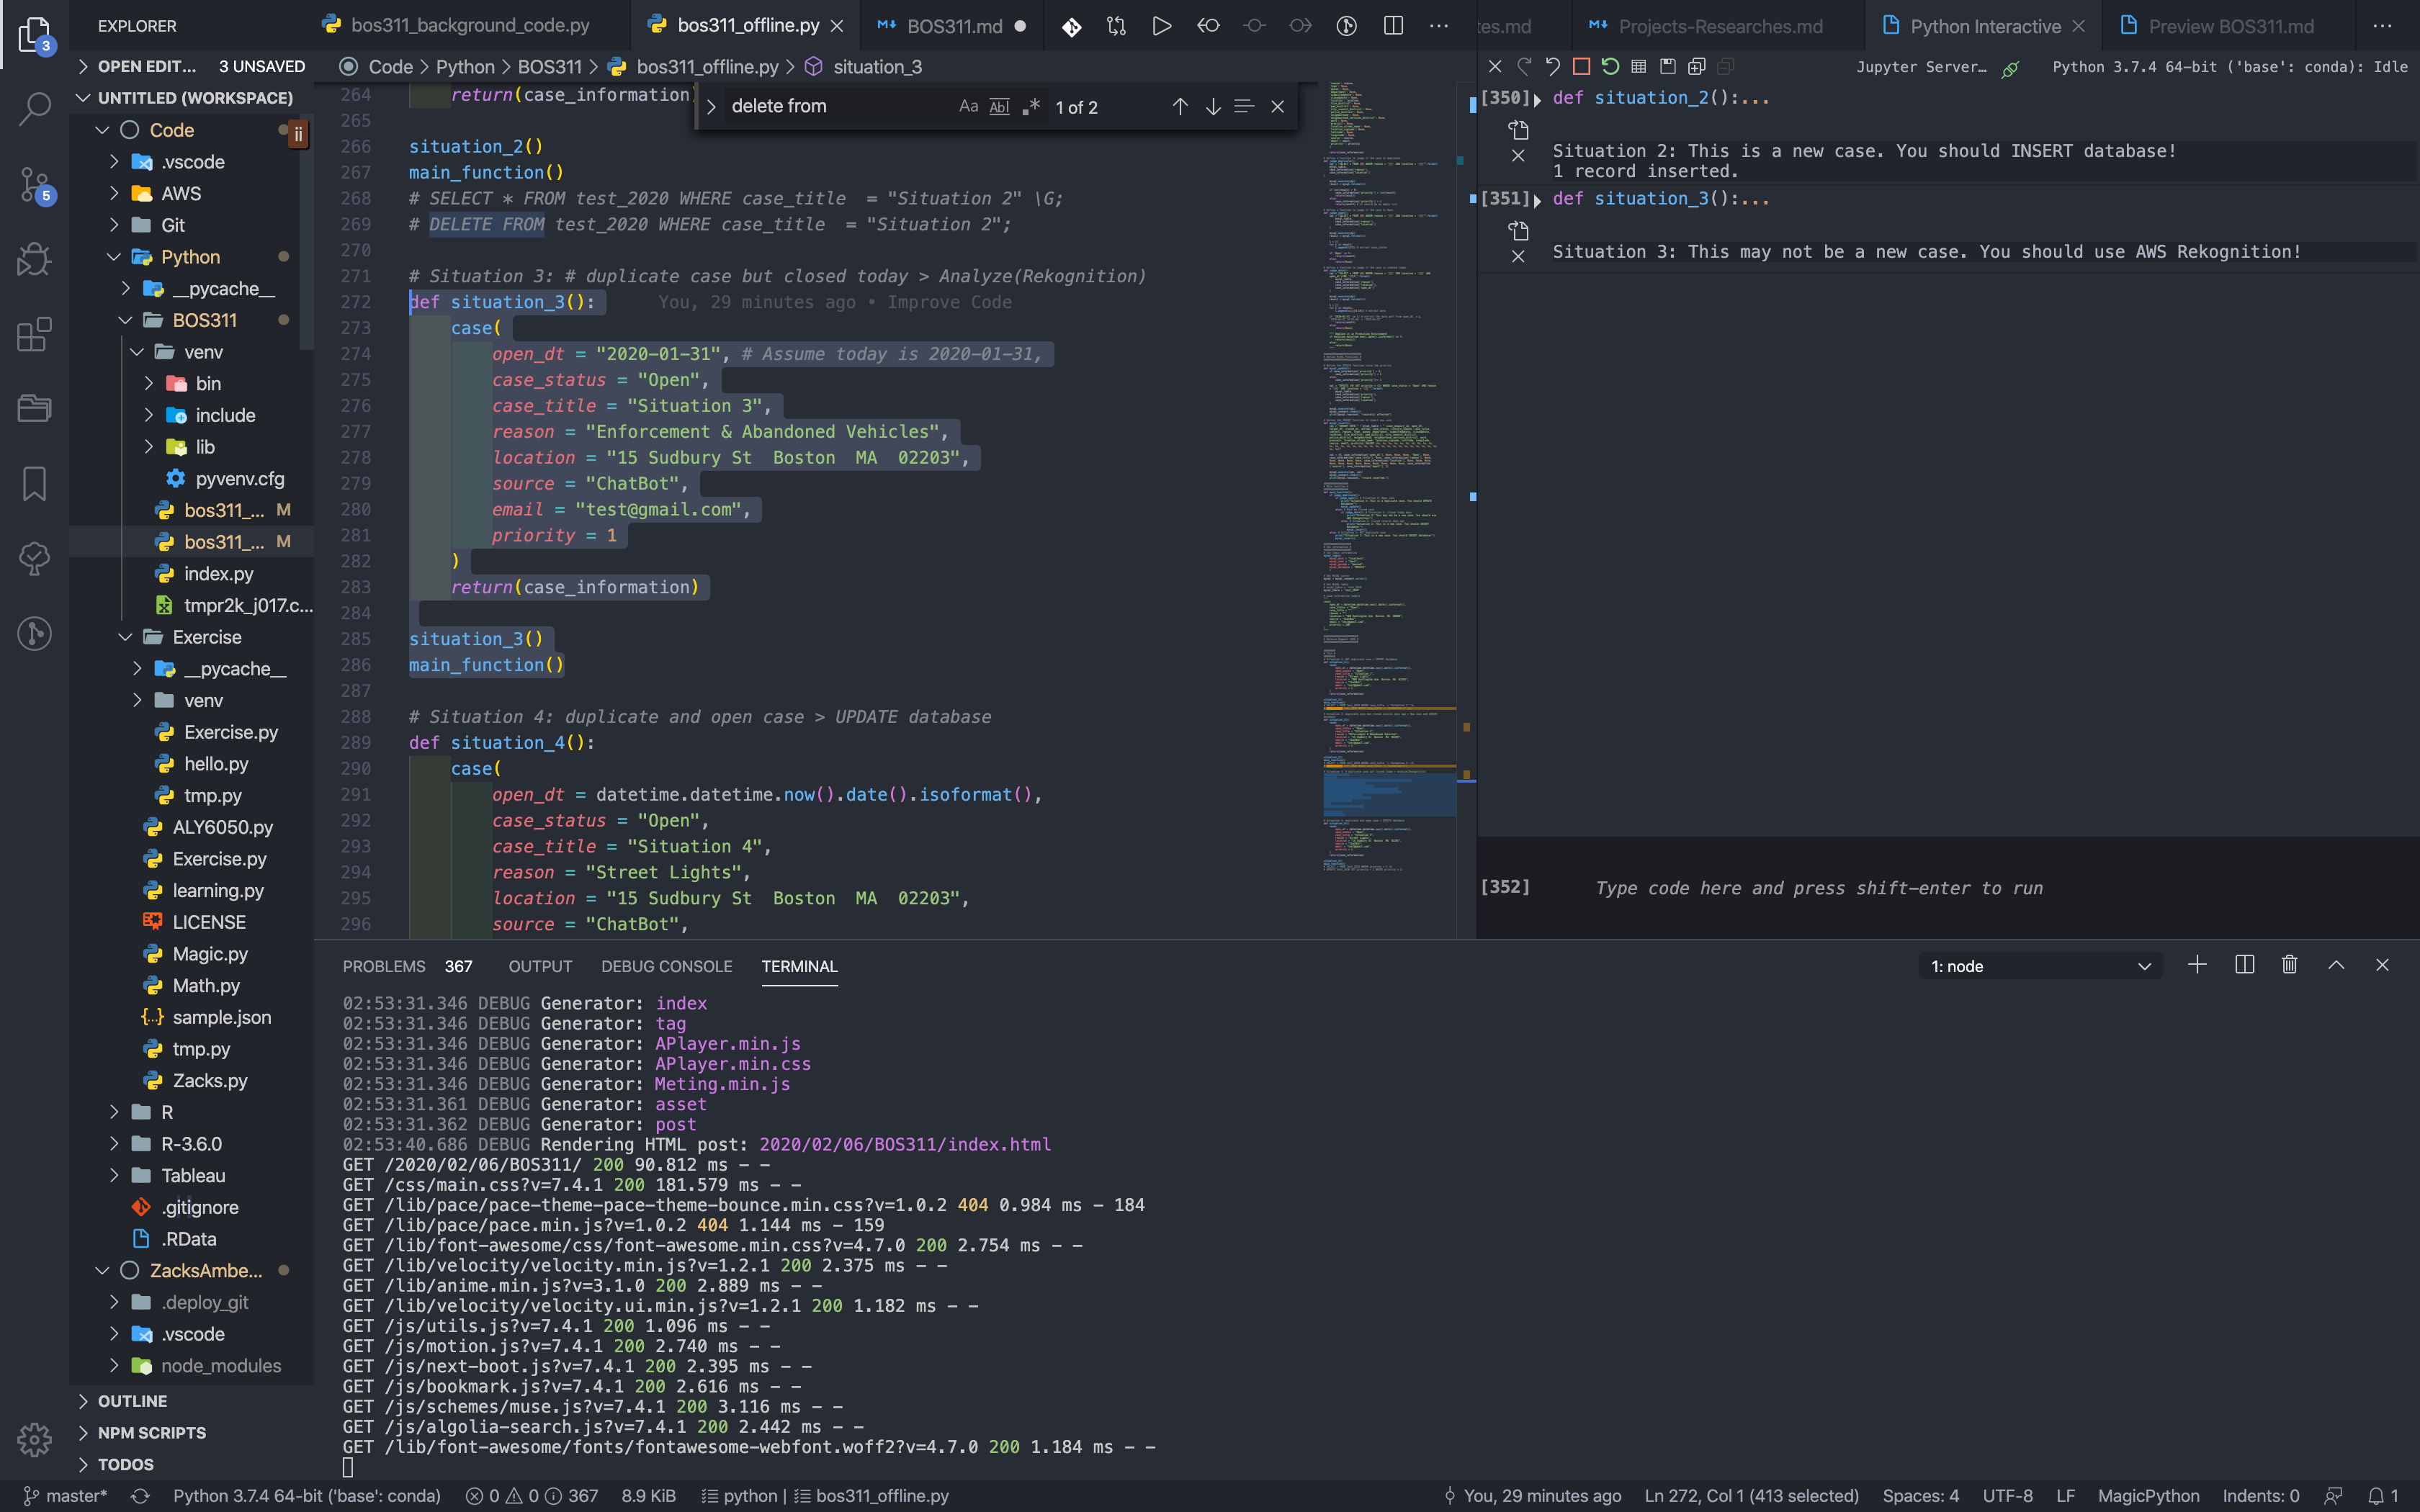 EXPLORER
3
5
OPEN EDIT... 3 UNSAVED
UNTITLED (WORKSPACE)
Code
ii
.vscode
AWS
Git
Python
__pycache__
BOS311
venv
bin
include
lib
pyvenv.cfg
bos311_... M
bos311_... M
index.py
tmpr2k_j017.c...
Exercise
__pycache__
venv
Exercise.py
hello.py
tmp.py
ALY6050.py
Exercise.py
learning.py
LICENSE
Magic.py
Math.py
sample.json
tmp.py
Zacks.py
R
R-3.6.0
Tableau
.gitignore
.RData
ZacksAmbe...
.deploy_git
.vscode
node_modules
OUTLINE
NPM SCRIPTS
TODOS
bos311_background_code.py
bos311_offline.py
BOS311.md
Code > Python > BOS311 > bos311_offline.py > situation_3
delete from Aa Abl .* 1 of 2
264 return(case_information)
265
266 situation_2()
267 main_function()
268 # SELECT * FROM test_2020 WHERE case_title  = "Situation 2" \G;
269 # DELETE FROM test_2020 WHERE case_title  = "Situation 2";
270
271 # Situation 3: # duplicate case but closed today > Analyze(Rekognition)
272 def situation_3(): You, 29 minutes ago • Improve Code
273 case(
274 open_dt = "2020-01-31", # Assume today is 2020-01-31,
275 case_status = "Open",
276 case_title = "Situation 3",
277 reason = "Enforcement & Abandoned Vehicles",
278 location = "15 Sudbury St  Boston  MA  02203",
279 source = "ChatBot",
280 email = "test@gmail.com",
281 priority = 1
282 )
283 return(case_information)
284
285 situation_3()
286 main_function()
287
288 # Situation 4: duplicate and open case > UPDATE database
289 def situation_4():
290 case(
291 open_dt = datetime.datetime.now().date().isoformat(),
292 case_status = "Open",
293 case_title = "Situation 4",
294 reason = "Street Lights",
295 location = "15 Sudbury St  Boston  MA  02203",
296 source = "ChatBot",
tes.md
Projects-Researches.md
Python Interactive
Preview BOS311.md
Jupyter Server… Python 3.7.4 64-bit ('base': conda): Idle
[350] def situation_2():...
Situation 2: This is a new case. You should INSERT database!
1 record inserted.
[351] def situation_3():...
Situation 3: This may not be a new case. You should use AWS Rekognition!
[352] Type code here and press shift-enter to run
PROBLEMS 367 OUTPUT DEBUG CONSOLE TERMINAL 1: node
02:53:31.346 DEBUG Generator: index
02:53:31.346 DEBUG Generator: tag
02:53:31.346 DEBUG Generator: APlayer.min.js
02:53:31.346 DEBUG Generator: APlayer.min.css
02:53:31.346 DEBUG Generator: Meting.min.js
02:53:31.361 DEBUG Generator: asset
02:53:31.362 DEBUG Generator: post
02:53:40.686 DEBUG Rendering HTML post: 2020/02/06/BOS311/index.html
GET /2020/02/06/BOS311/ 200 90.812 ms - -
GET /css/main.css?v=7.4.1 200 181.579 ms - -
GET /lib/pace/pace-theme-pace-theme-bounce.min.css?v=1.0.2 404 0.984 ms - 184
GET /lib/pace/pace.min.js?v=1.0.2 404 1.144 ms - 159
GET /lib/font-awesome/css/font-awesome.min.css?v=4.7.0 200 2.754 ms - -
GET /lib/velocity/velocity.min.js?v=1.2.1 200 2.375 ms - -
GET /lib/anime.min.js?v=3.1.0 200 2.889 ms - -
GET /lib/velocity/velocity.ui.min.js?v=1.2.1 200 1.182 ms - -
GET /js/utils.js?v=7.4.1 200 1.096 ms - -
GET /js/motion.js?v=7.4.1 200 2.740 ms - -
GET /js/next-boot.js?v=7.4.1 200 2.395 ms - -
GET /js/bookmark.js?v=7.4.1 200 2.616 ms - -
GET /js/schemes/muse.js?v=7.4.1 200 3.116 ms - -
GET /js/algolia-search.js?v=7.4.1 200 2.442 ms - -
GET /lib/font-awesome/fonts/fontawesome-webfont.woff2?v=4.7.0 200 1.184 ms - -
master* Python 3.7.4 64-bit ('base': conda) 0 0 367 8.9 KiB python | bos311_offline.py You, 29 minutes ago Ln 272, Col 1 (413 selected) Spaces: 4 UTF-8 LF MagicPython Indents: 0 1